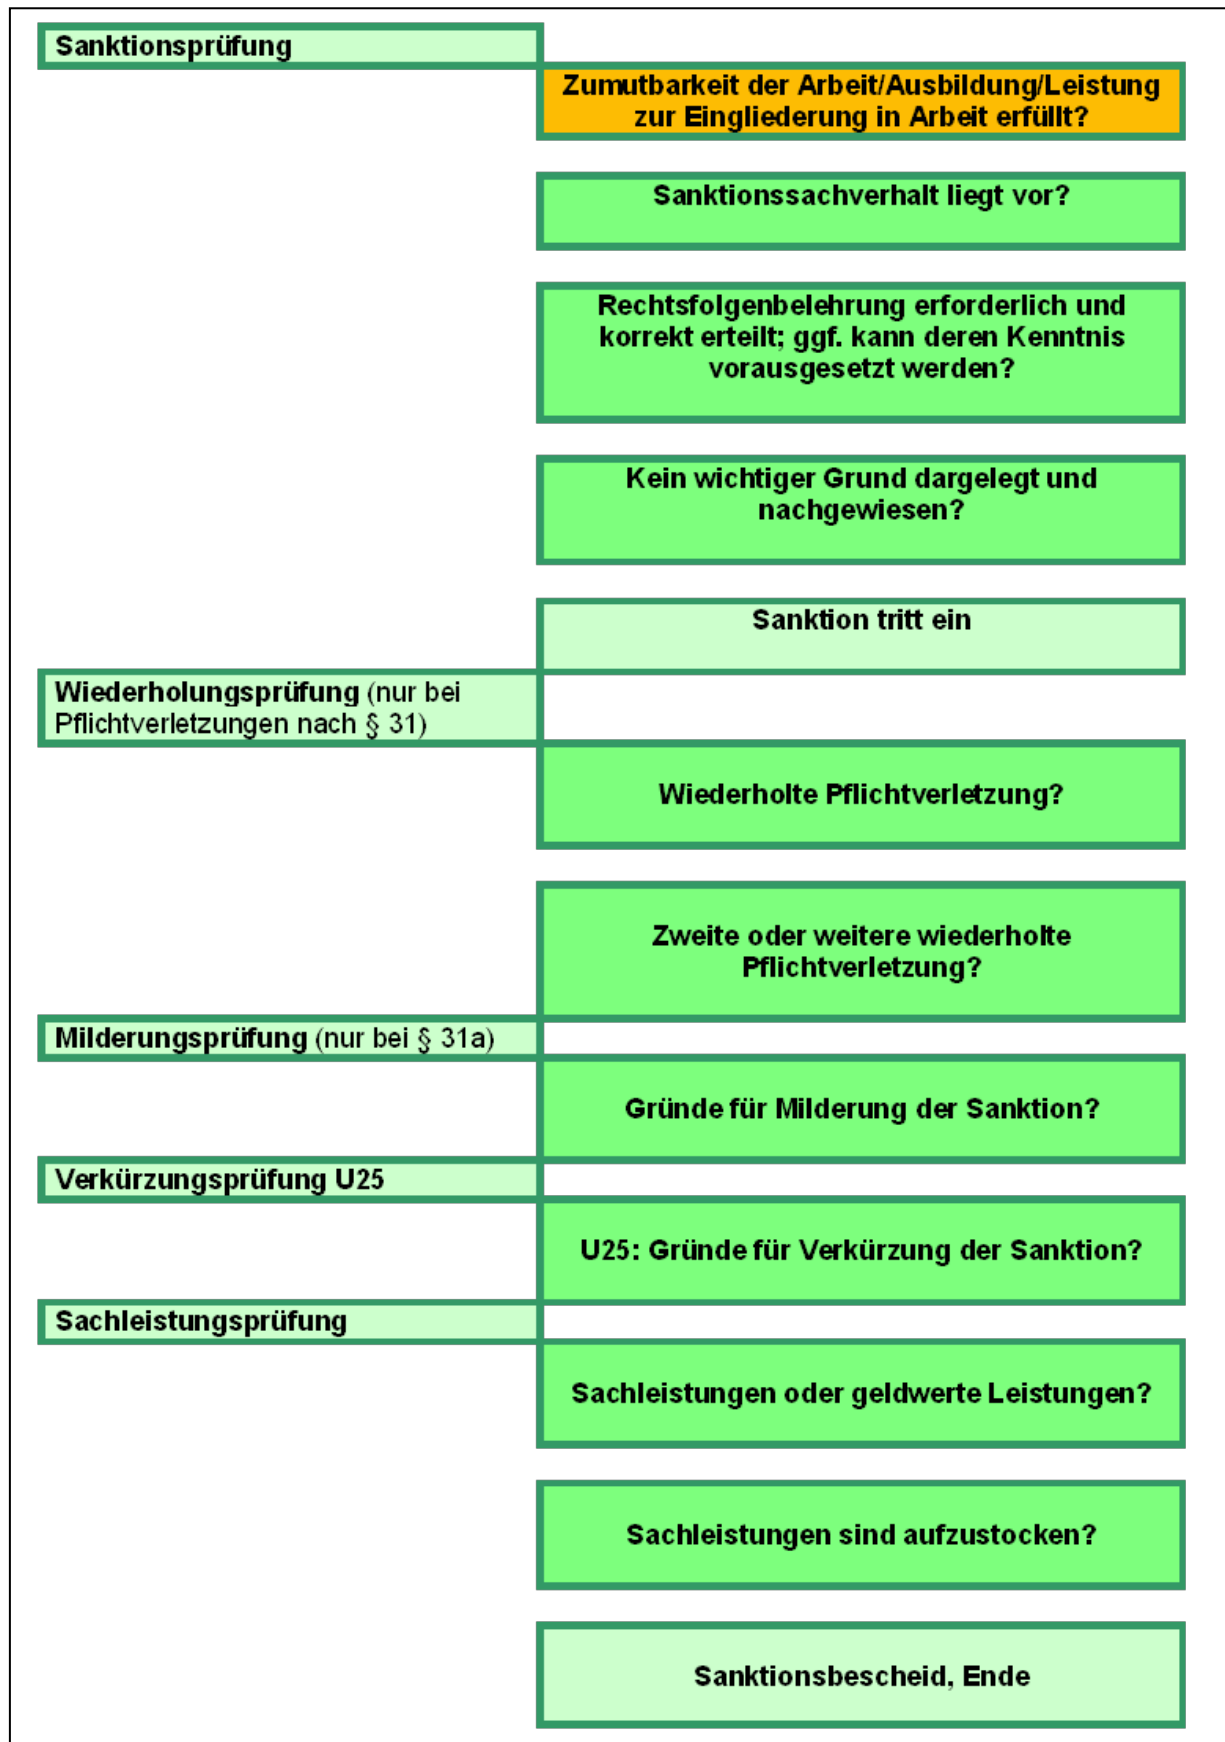 Sanktionsprüfung
Zumutbarkeit der Arbeit/Ausbildung/Leistung
zur Eingliederung in Arbeit erfüllt?
Sanktionssachverhalt liegt vor?
Rechtsfolgenbelehrung erforderlich und
korrekt erteilt; ggf. kann deren Kenntnis
vorausgesetzt werden?
Kein wichtiger Grund dargelegt und
nachgewiesen?
Sanktion tritt ein
Wiederholungsprüfung (nur bei
Pflichtverletzungen nach § 31)
Wiederholte Pflichtverletzung?
Zweite oder weitere wiederholte
Pflichtverletzung?
Milderungsprüfung (nur bei § 31a)
Gründe für Milderung der Sanktion?
Verkürzungsprüfung U25
U25: Gründe für Verkürzung der Sanktion?
Sachleistungsprüfung
Sachleistungen oder geldwerte Leistungen?
Sachleistungen sind aufzustocken?
Sanktionsbescheid, Ende